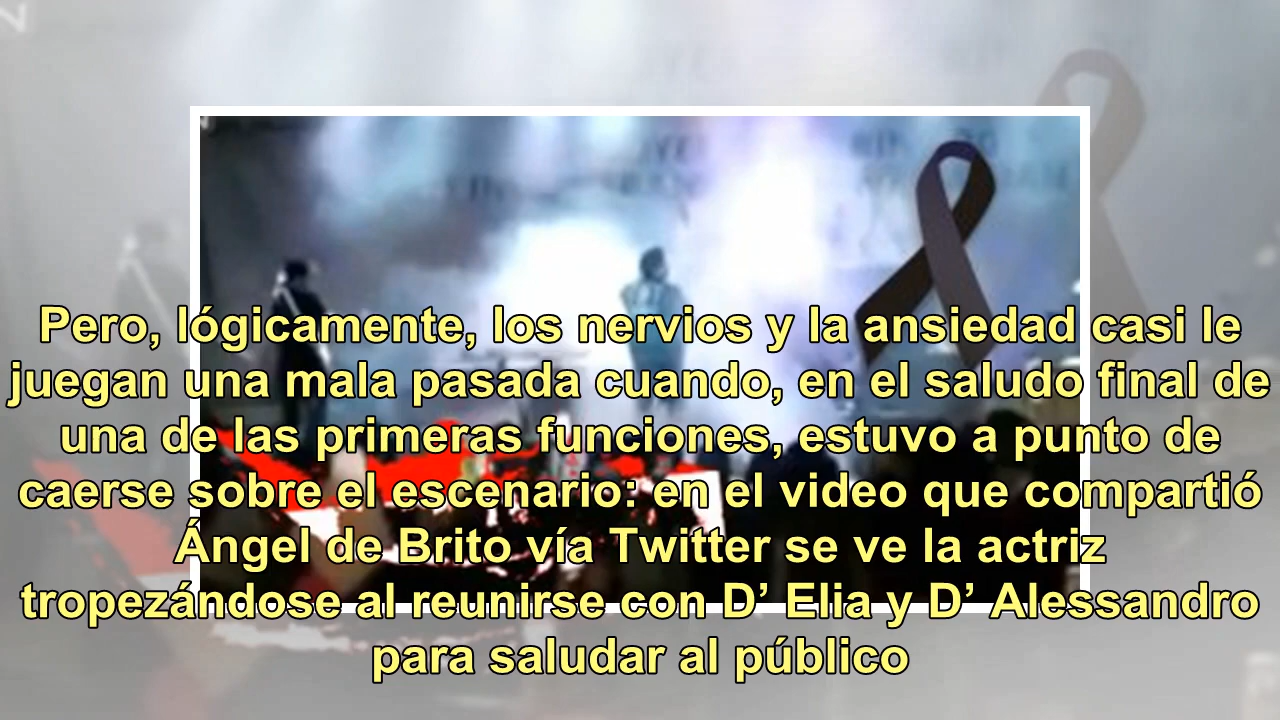 Pero, lógicamente, los nervios y la ansiedad casi le
juegan una mala pasada cuando, en el saludo final de
una de las primeras funciones, estuvo a punto de
caerse sobre el escenario: en el video que compartió
Ángel de Brito vía Twitter se ve la actriz
tropezándose al reunirse con D’ Elia y D’ Alessandro
para saludar al público